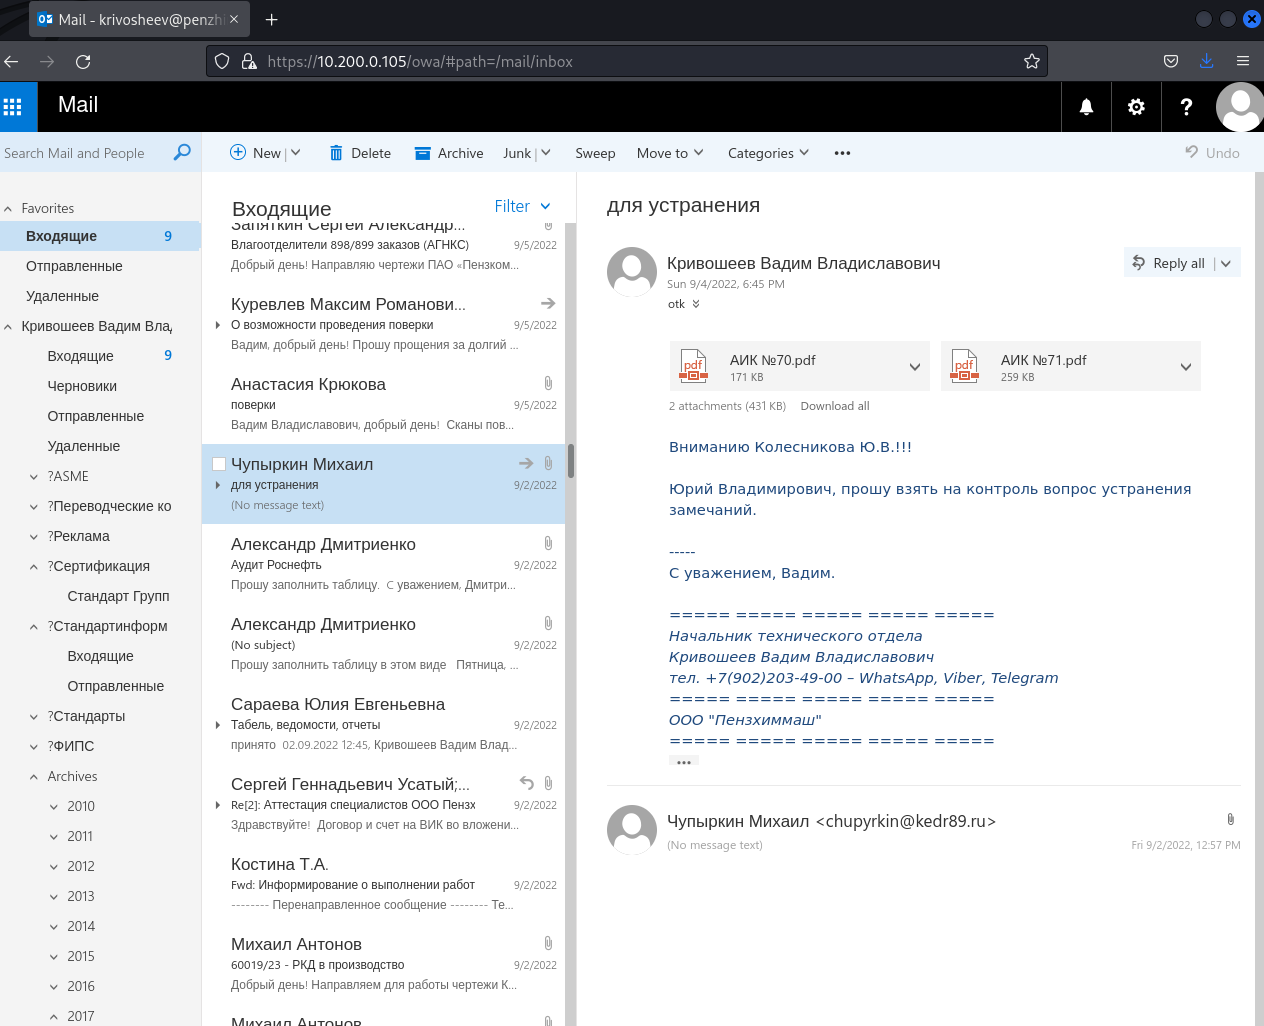 Mail - krivosheev@penzhi
https://10.200.0.105/owa/#path=/mail/inbox
Mail
Search Mail and People
New
Delete
Archive
Junk
Sweep
Move to
Categories
Undo
Favorites
Входящие 9
Отправленные
Удаленные
Кривошеев Вадим Вла
Входящие 9
Черновики
Отправленные
Удаленные
?ASME
?Переводческие ко
?Реклама
?Сертификация
Стандарт Групп
?Стандартинформ
Входящие
Отправленные
?Стандарты
?ФИПС
Archives
2010
2011
2012
2013
2014
2015
2016
2017
Входящие
Filter
Запяткин Сергей Александр...
Влагоотделители 898/899 заказов (АГНКС) 9/5/2022
Добрый день! Направляю чертежи ПАО «Пензком...
Куревлев Максим Романови...
О возможности проведения поверки 9/5/2022
Вадим, добрый день! Прошу прощения за долгий ...
Анастасия Крюкова
поверки 9/5/2022
Вадим Владиславович, добрый день! Сканы пов...
Чупыркин Михаил
для устранения 9/2/2022
(No message text)
Александр Дмитриенко
Аудит Роснефть 9/2/2022
Прошу заполнить таблицу. С уважением, Дмитри...
Александр Дмитриенко
(No subject) 9/2/2022
Прошу заполнить таблицу в этом виде Пятница, ...
Сараева Юлия Евгеньевна
Табель, ведомости, отчеты 9/2/2022
принято 02.09.2022 12:45, Кривошеев Вадим Влад...
Сергей Геннадьевич Усатый;...
Re[2]: Аттестация специалистов ООО Пензх 9/2/2022
Здравствуйте! Договор и счет на ВИК во вложени...
Костина Т.А.
Fwd: Информирование о выполнении работ 9/2/2022
-------- Перенаправленное сообщение -------- Те...
Михаил Антонов
60019/23 - РКД в производство 9/2/2022
Добрый день! Направляем для работы чертежи К...
Михаил Антонов
для устранения
Кривошеев Вадим Владиславович
Reply all
Sun 9/4/2022, 6:45 PM
otk
pdf АИК №70.pdf
171 KB
pdf АИК №71.pdf
259 KB
2 attachments (431 KB) Download all
Вниманию Колесникова Ю.В.!!!
Юрий Владимирович, прошу взять на контроль вопрос устранения
замечаний.
-----
С уважением, Вадим.
===== ===== ===== ===== =====
Начальник технического отдела
Кривошеев Вадим Владиславович
тел. +7(902)203-49-00 – WhatsApp, Viber, Telegram
===== ===== ===== ===== =====
ООО "Пензхиммаш"
===== ===== ===== ===== =====
Чупыркин Михаил <chupyrkin@kedr89.ru>
(No message text)
Fri 9/2/2022, 12:57 PM